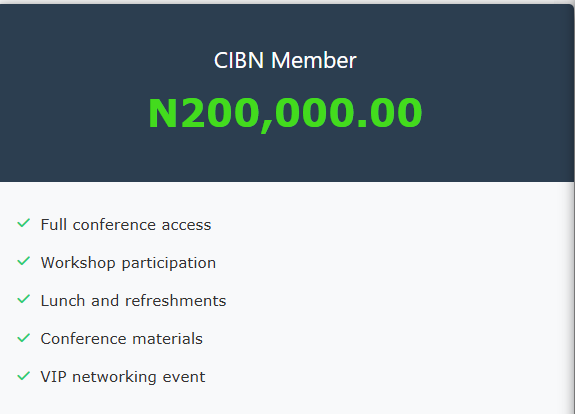 CIBN Member
N200,000.00
Full conference access
Workshop participation
Lunch and refreshments
Conference materials
VIP networking event